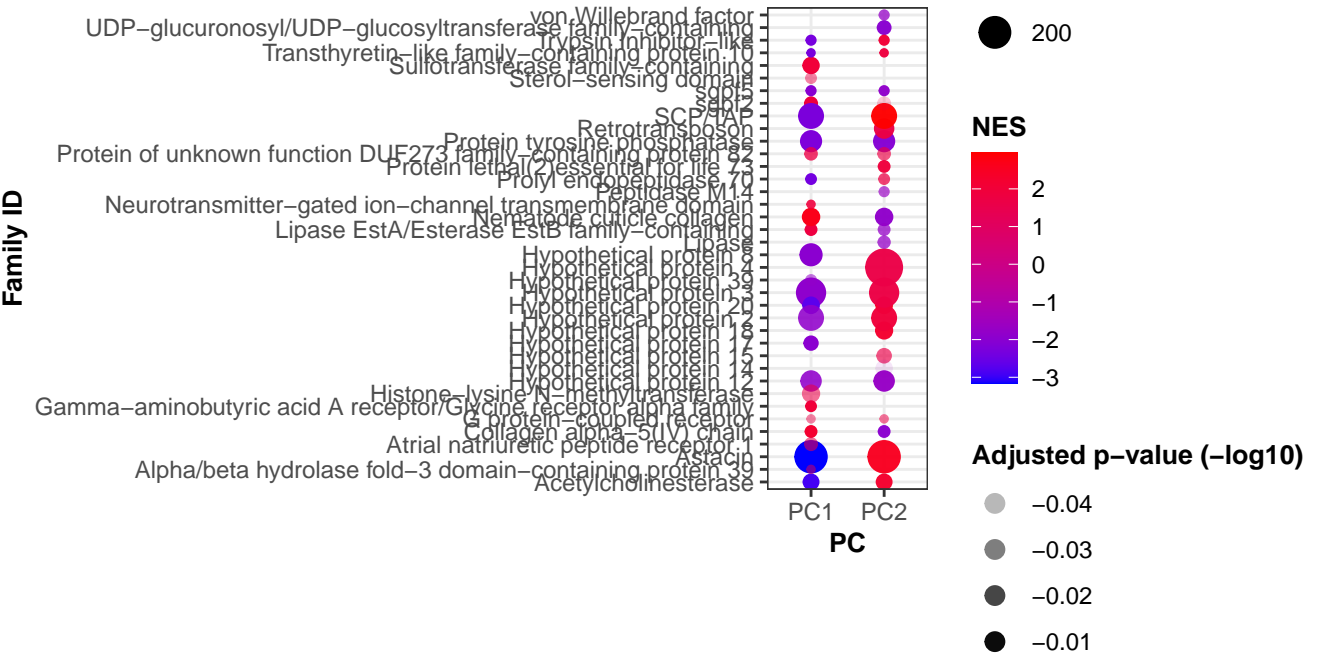 von Willebrand factor
UDP−glucuronosyl/UDP−glucosyltransferase family−containing
Trypsin Inhibitor−like
Transthyretin−like family−containing protein 10
Sulfotransferase family−containing
Sterol−sensing domain
sgpf5
sgpf2
SCP/TAP
Retrotransposon
Protein tyrosine phosphatase
Protein of unknown function DUF273 family−containing protein 82
Protein lethal(2)essential for life 73
Prolyl endopeptidase 70
Peptidase M14
Neurotransmitter−gated ion−channel transmembrane domain
Nematode cuticle collagen
Lipase EstA/Esterase EstB family−containing
Lipase
Hypothetical protein 8
Hypothetical protein 4
Hypothetical protein 39
Hypothetical protein 3
Hypothetical protein 20
Hypothetical protein 2
Hypothetical protein 18
Hypothetical protein 17
Hypothetical protein 15
Hypothetical protein 14
Hypothetical protein 12
Histone−lysine N−methyltransferase
Gamma−aminobutyric acid A receptor/Glycine receptor alpha family
G protein−coupled receptor
Collagen alpha−5(IV) chain
Atrial natriuretic peptide receptor 1
Astacin
Alpha/beta hydrolase fold−3 domain−containing protein 39
Acetylcholinesterase
Family ID
PC1 PC2
PC
200
NES
2
1
0
−1
−2
−3
Adjusted p−value (−log10)
−0.04
−0.03
−0.02
−0.01